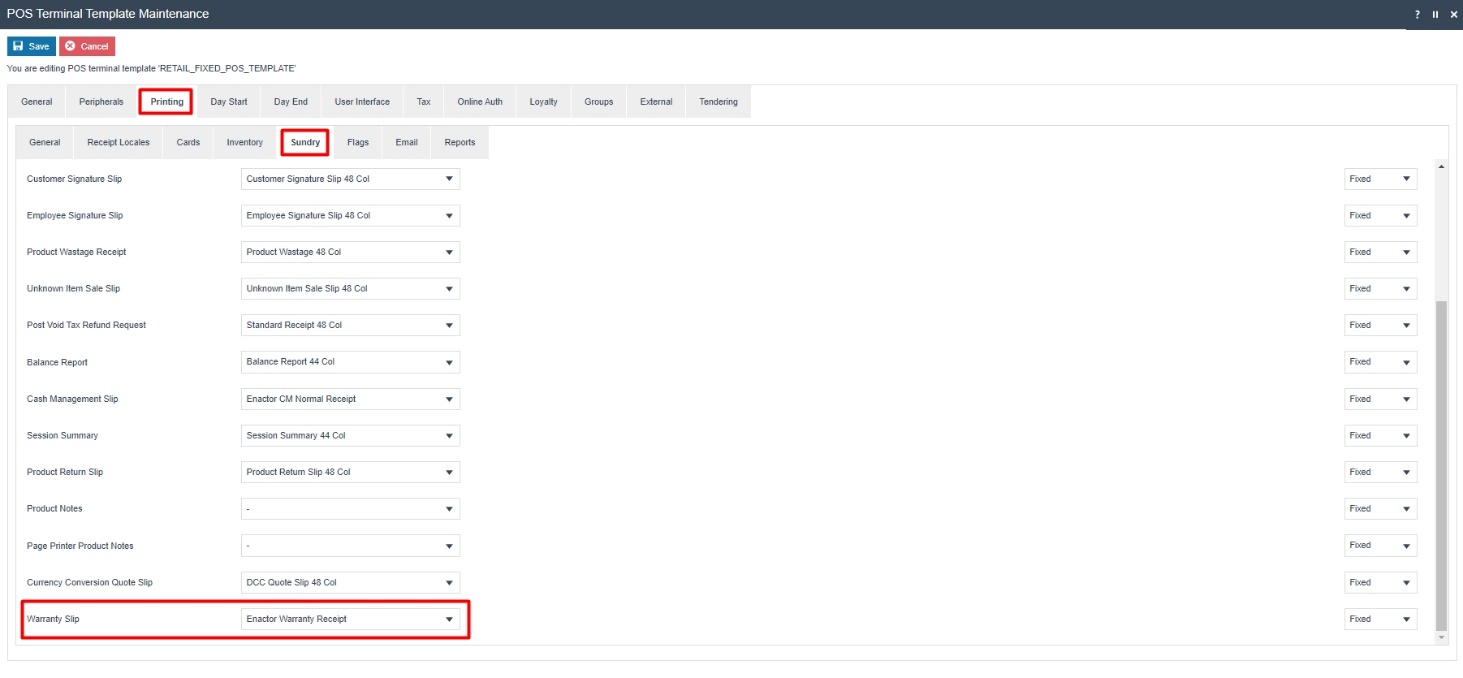 POS Terminal Template Maintenance ?
Save Cancel
You are editing POS terminal template 'RETAIL_FIXED_POS_TEMPLATE'
General Peripherals Printing Day Start Day End User Interface Tax Online Auth Loyalty Groups External Tendering
General Receipt Locales Cards Inventory Sundry Flags Email Reports
Customer Signature Slip Customer Signature Slip 48 Col Fixed
Employee Signature Slip Employee Signature Slip 48 Col Fixed
Product Wastage Receipt Product Wastage 48 Col Fixed
Unknown Item Sale Slip Unknown Item Sale Slip 48 Col Fixed
Post Void Tax Refund Request Standard Receipt 48 Col Fixed
Balance Report Balance Report 44 Col Fixed
Cash Management Slip Enactor CM Normal Receipt Fixed
Session Summary Session Summary 44 Col Fixed
Product Return Slip Product Return Slip 48 Col Fixed
Product Notes - Fixed
Page Printer Product Notes - Fixed
Currency Conversion Quote Slip DCC Quote Slip 48 Col Fixed
Warranty Slip Enactor Warranty Receipt Fixed